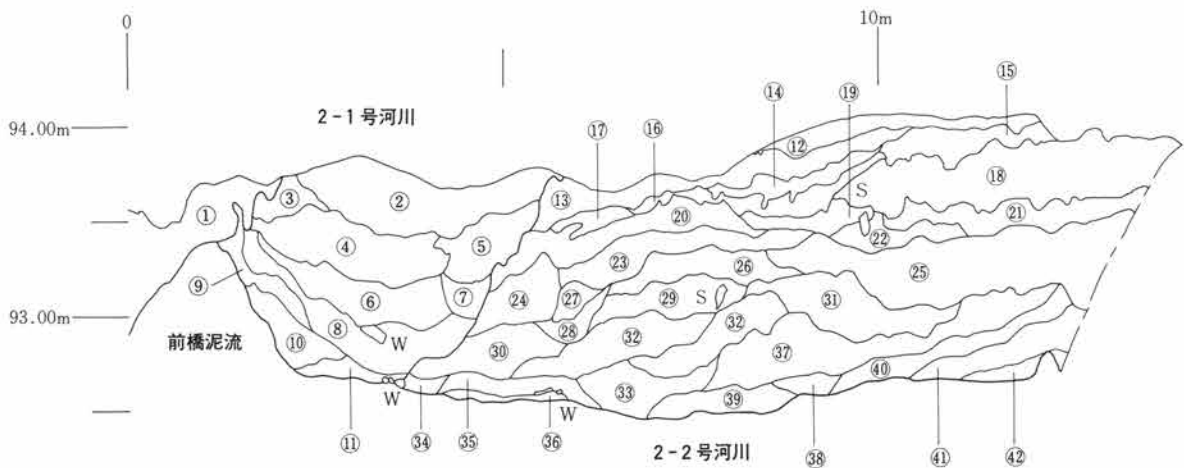 0
10m
2-1号河川
94.00m
⑫ ⑭ ⑮ ⑯ ⑰ ⑲
① ② ③ ⑬ ⑱
S
④ ⑤ ⑳ ㉑ ㉒
⑨ ⑥ ⑦ ㉓ ㉔ ㉕ ㉖ ㉗
93.00m
⑧ ㉘ ㉙ S ㉛ ㉜
前橋泥流
⑩ W ㉚ ㉜ ㊲
W
W
㉝ ㊴ ㊵
⑪ ㉞ ㉟ ㊱ ㊳ ㊶ ㊷
2-2号河川